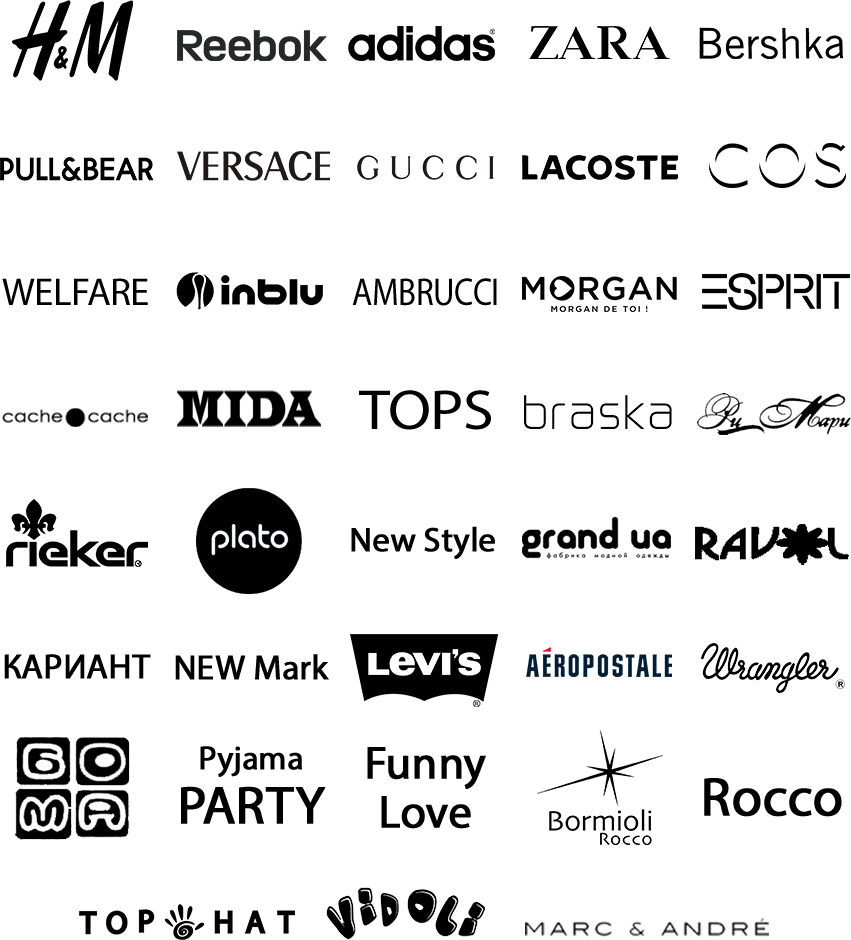 H&M Reebok adidas® ZARA Bershka
PULL&BEAR VERSACE GUCCI LACOSTE COS
WELFARE inblu AMBRUCCI MORGAN ESPRIT
MORGAN DE TOI !
cache cache MIDA TOPS braska Ри Мари
rieker® plato New Style grand ua RAVOL
фабрика модной одежды
КАРИАНТ NEW Mark LEVI'S® AÉROPOSTALE Wrangler®
БО
МА
Pyjama
PARTY
Funny
Love
Bormioli
Rocco
Rocco
TOP HAT VIDOLI MARC & ANDRÉ